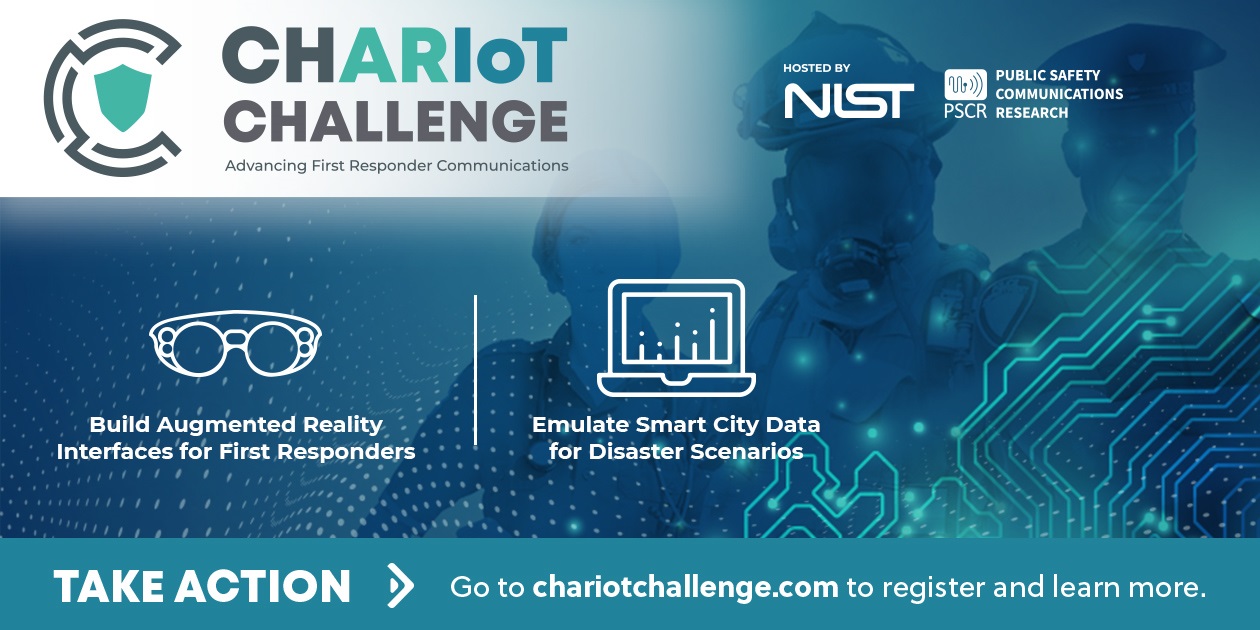 CHARIoT
CHALLENGE
Advancing First Responder Communications
HOSTED BY
NIST
PSCR
PUBLIC SAFETY
COMMUNICATIONS
RESEARCH
Build Augmented Reality
Interfaces for First Responders
Emulate Smart City Data
for Disaster Scenarios
TAKE ACTION
Go to chariotchallenge.com to register and learn more.